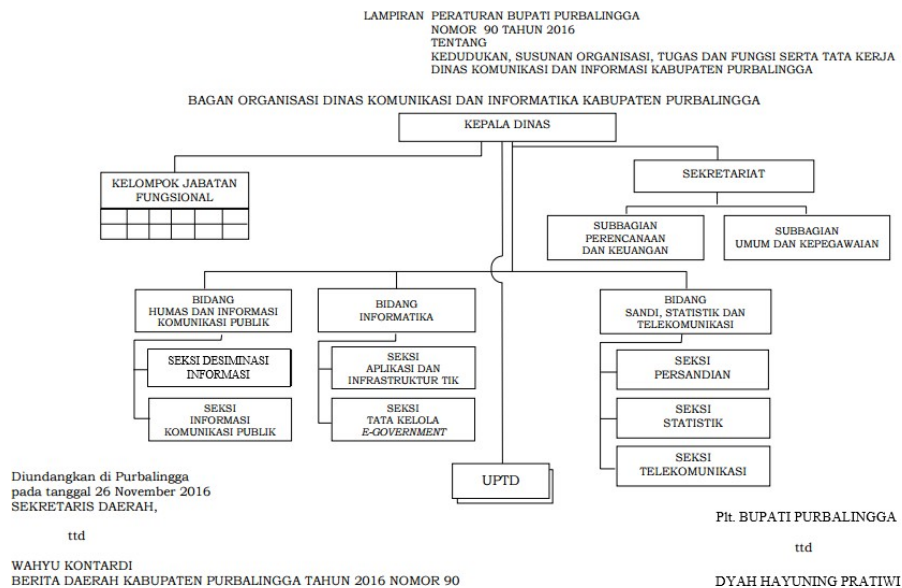 LAMPIRAN PERATURAN BUPATI PURBALINGGA
NOMOR 90 TAHUN 2016
TENTANG
KEDUDUKAN, SUSUNAN ORGANISASI, TUGAS DAN FUNGSI SERTA TATA KERJA
DINAS KOMUNIKASI DAN INFORMASI KABUPATEN PURBALINGGA
BAGAN ORGANISASI DINAS KOMUNIKASI DAN INFORMATIKA KABUPATEN PURBALINGGA
KEPALA DINAS
KELOMPOK JABATAN
FUNGSIONAL
SEKRETARIAT
SUBBAGIAN
PERENCANAAN
DAN KEUANGAN
SUBBAGIAN
UMUM DAN KEPEGAWAIAN
BIDANG
HUMAS DAN INFORMASI
KOMUNIKASI PUBLIK
SEKSI DESIMINASI
INFORMASI
SEKSI
INFORMASI
KOMUNIKASI PUBLIK
BIDANG
INFORMATIKA
SEKSI
APLIKASI DAN
INFRASTRUKTUR TIK
SEKSI
TATA KELOLA
E-GOVERNMENT
BIDANG
SANDI, STATISTIK DAN
TELEKOMUNIKASI
SEKSI
PERSANDIAN
SEKSI
STATISTIK
SEKSI
TELEKOMUNIKASI
UPTD
Diundangkan di Purbalingga
pada tanggal 26 November 2016
SEKRETARIS DAERAH,
ttd
WAHYU KONTARDI
BERITA DAERAH KABUPATEN PURBALINGGA TAHUN 2016 NOMOR 90
Plt. BUPATI PURBALINGGA
ttd
DYAH HAYUNING PRATIWI